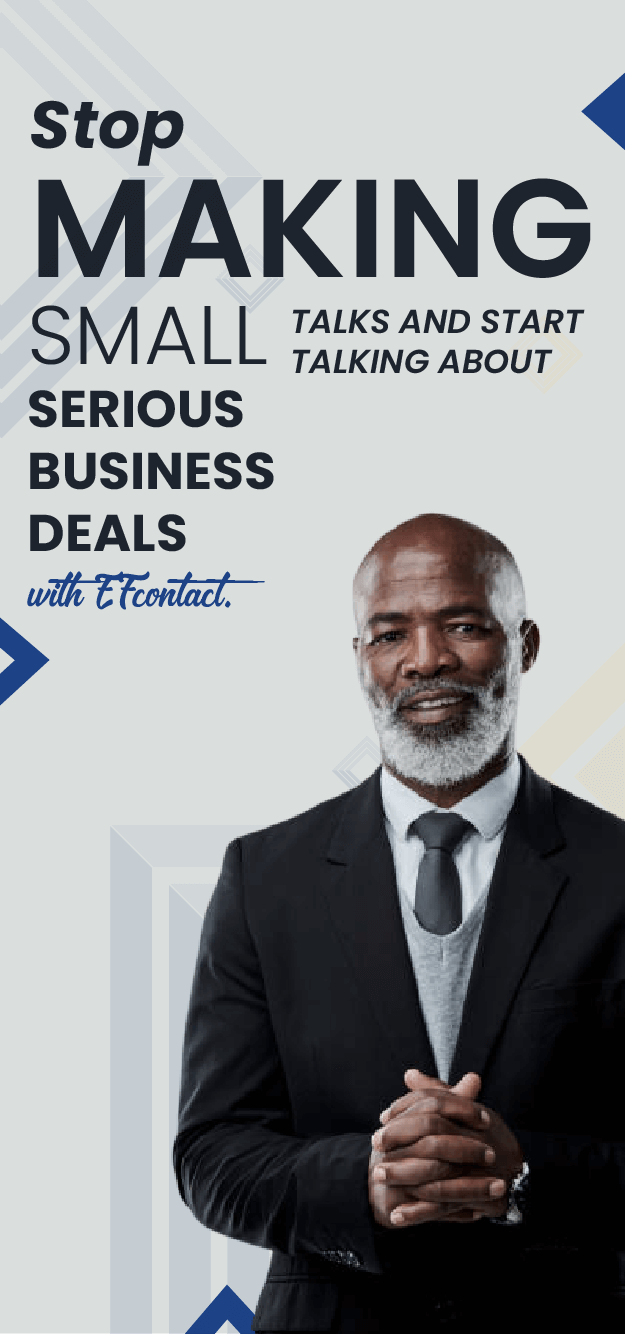 Stop
MAKING
SMALL TALKS AND START
TALKING ABOUT
SERIOUS
BUSINESS
DEALS
with EFcontact.